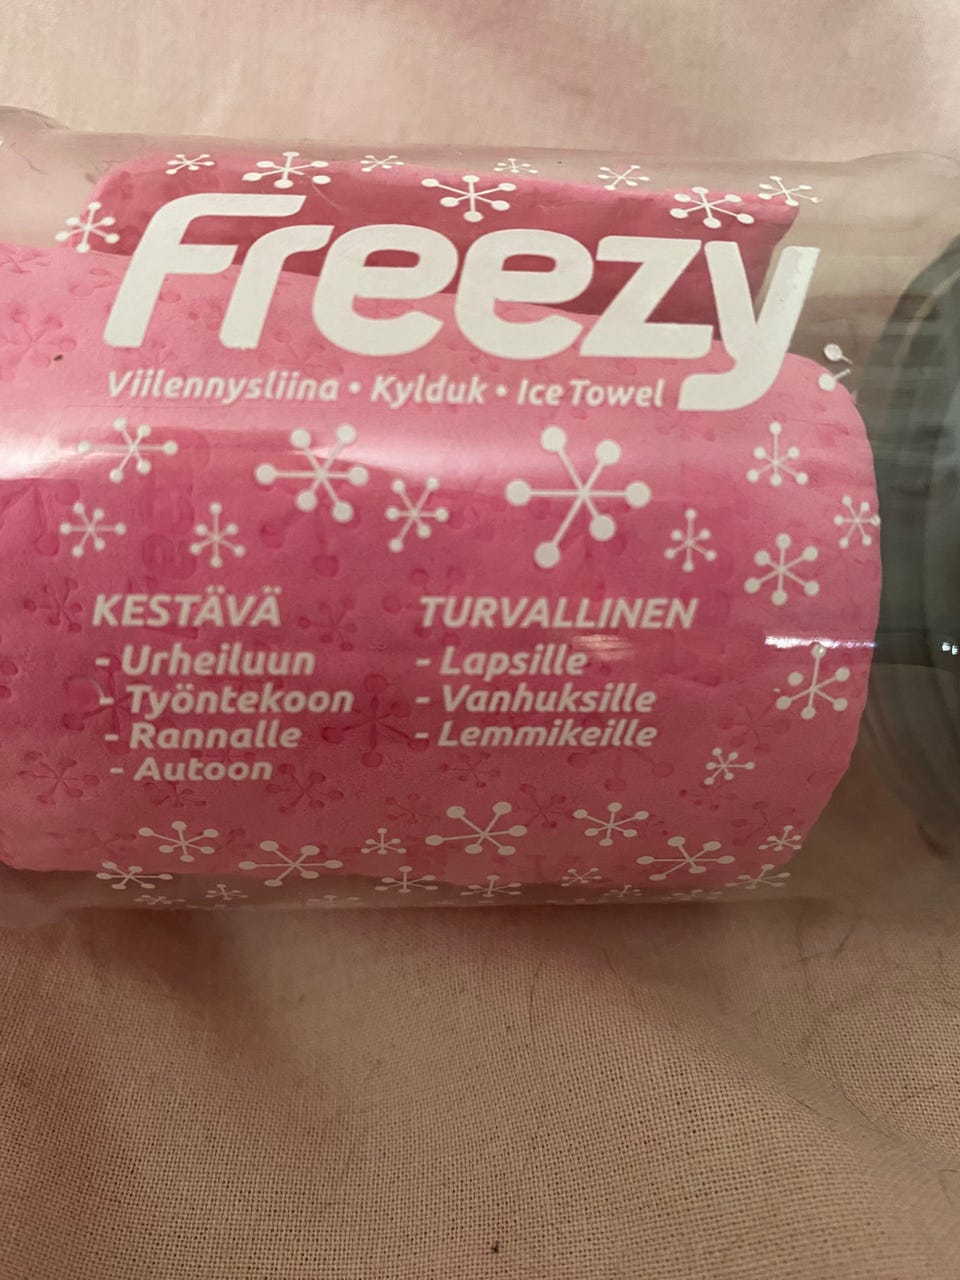 Freezy
Viilennysliina • Kylduk • Ice Towel
KESTÄVÄ
- Urheiluun
- Työntekoon
- Rannalle
- Autoon
TURVALLINEN
- Lapsille
- Vanhuksille
- Lemmikeille